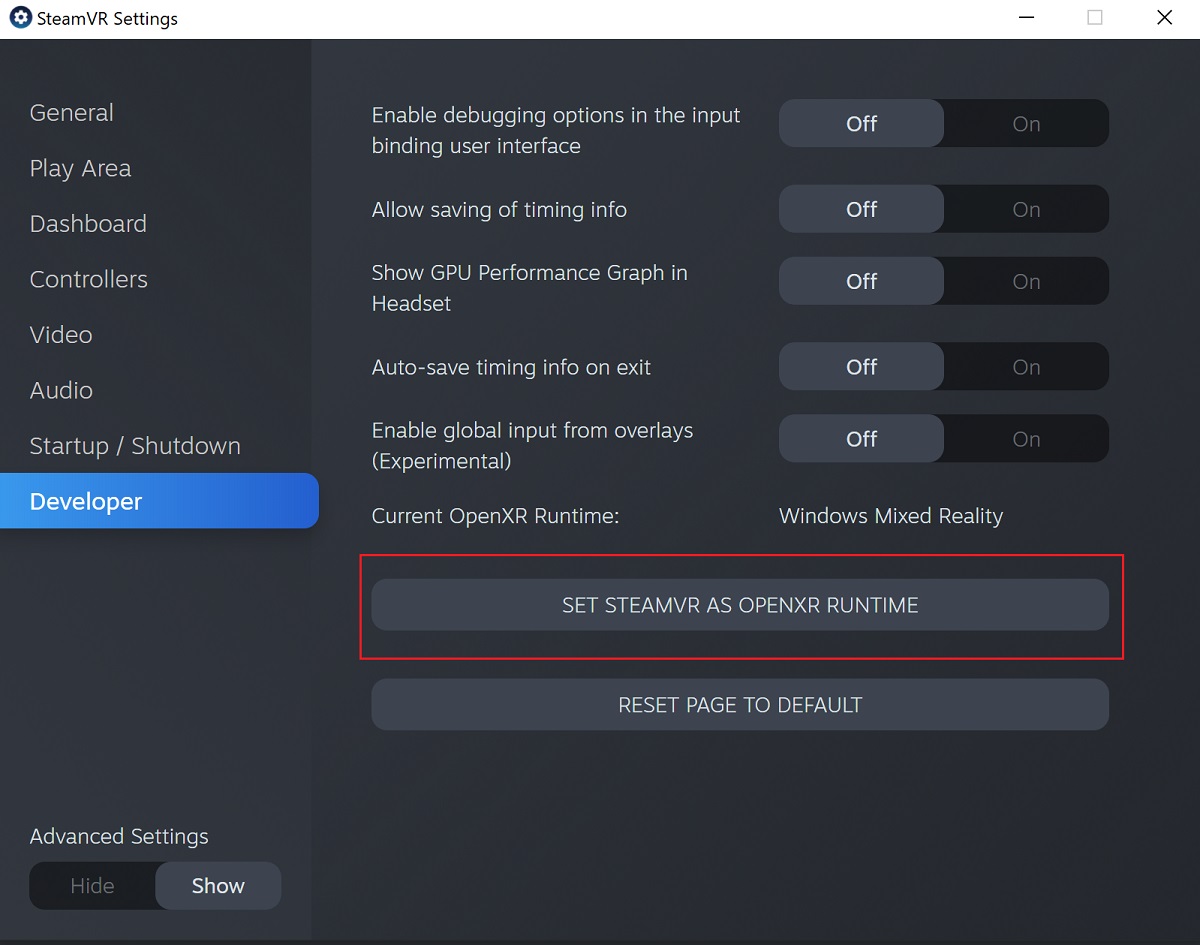 SteamVR Settings
General
Play Area
Dashboard
Controllers
Video
Audio
Startup / Shutdown
Developer
Advanced Settings
Hide
Show
Enable debugging options in the input
binding user interface
Off
On
Allow saving of timing info
Off
On
Show GPU Performance Graph in
Headset
Off
On
Auto-save timing info on exit
Off
On
Enable global input from overlays
(Experimental)
Off
On
Current OpenXR Runtime:
Windows Mixed Reality
SET STEAMVR AS OPENXR RUNTIME
RESET PAGE TO DEFAULT